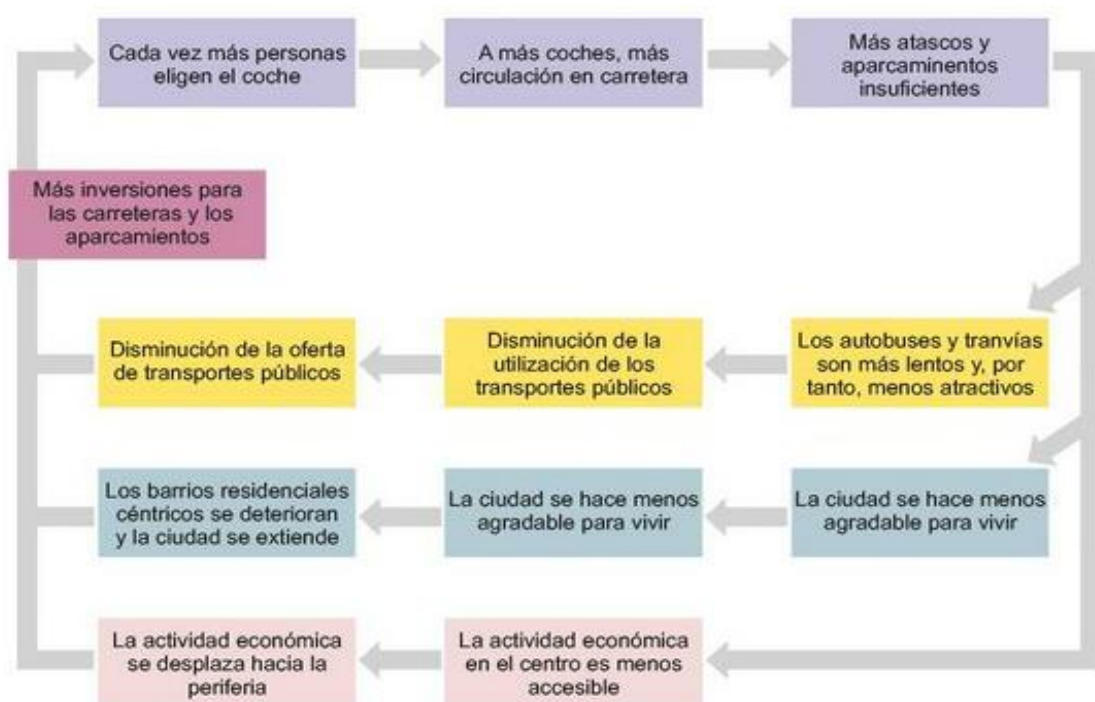 Cada vez más personas
eligen el coche
A más coches, más
circulación en carretera
Más atascos y
aparcaminentos
insuficientes
Más inversiones para
las carreteras y los
aparcamientos
Disminución de la oferta
de transportes públicos
Disminución de la
utilización de los
transportes públicos
Los autobuses y tranvías
son más lentos y, por
tanto, menos atractivos
Los barrios residenciales
céntricos se deterioran
y la ciudad se extiende
La ciudad se hace menos
agradable para vivir
La ciudad se hace menos
agradable para vivir
La actividad económica
se desplaza hacia la
periferia
La actividad económica
en el centro es menos
accesible